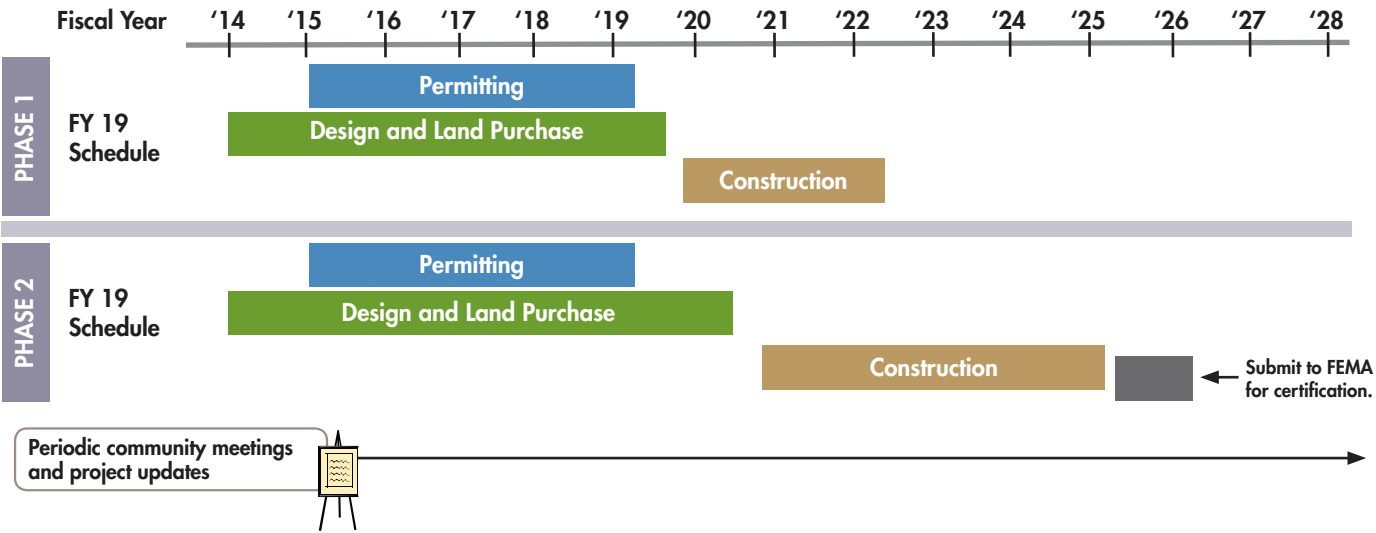 Fiscal Year ‘14 ‘15 ‘16 ‘17 ‘18 ‘19 ‘20 ‘21 ‘22 ‘23 ‘24 ‘25 ‘26 ‘27 ‘28
PHASE 1
FY 19
Schedule
Permitting
Design and Land Purchase
Construction
PHASE 2
FY 19
Schedule
Permitting
Design and Land Purchase
Construction
Submit to FEMA
for certification.
Periodic community meetings
and project updates